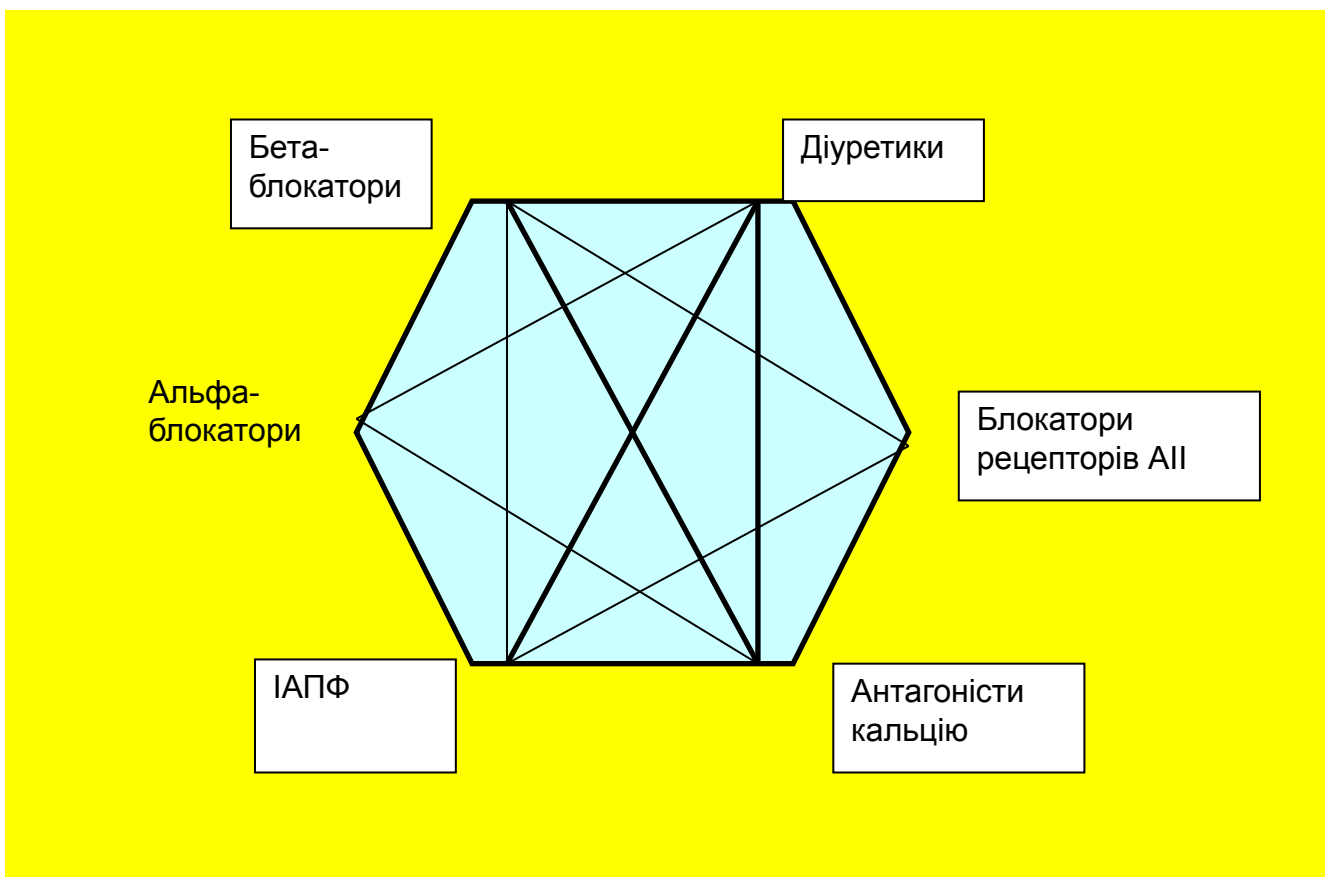 Бета-
блокатори
Діуретики
Альфа-
блокатори
Блокатори
рецепторів АІІ
ІАПФ
Антагоністи
кальцію